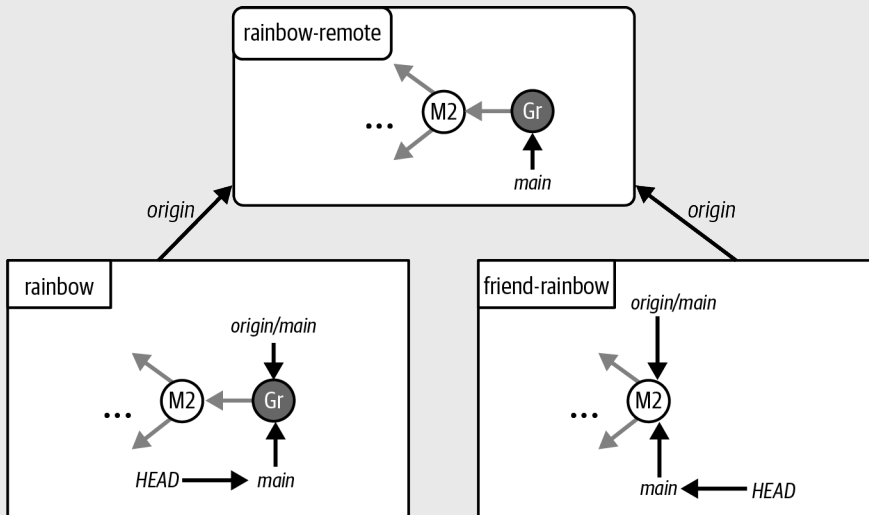 rainbow-remote
M2
Gr
...
main
origin
origin
rainbow
origin/main
M2
Gr
...
HEAD
main
friend-rainbow
origin/main
M2
...
main
HEAD